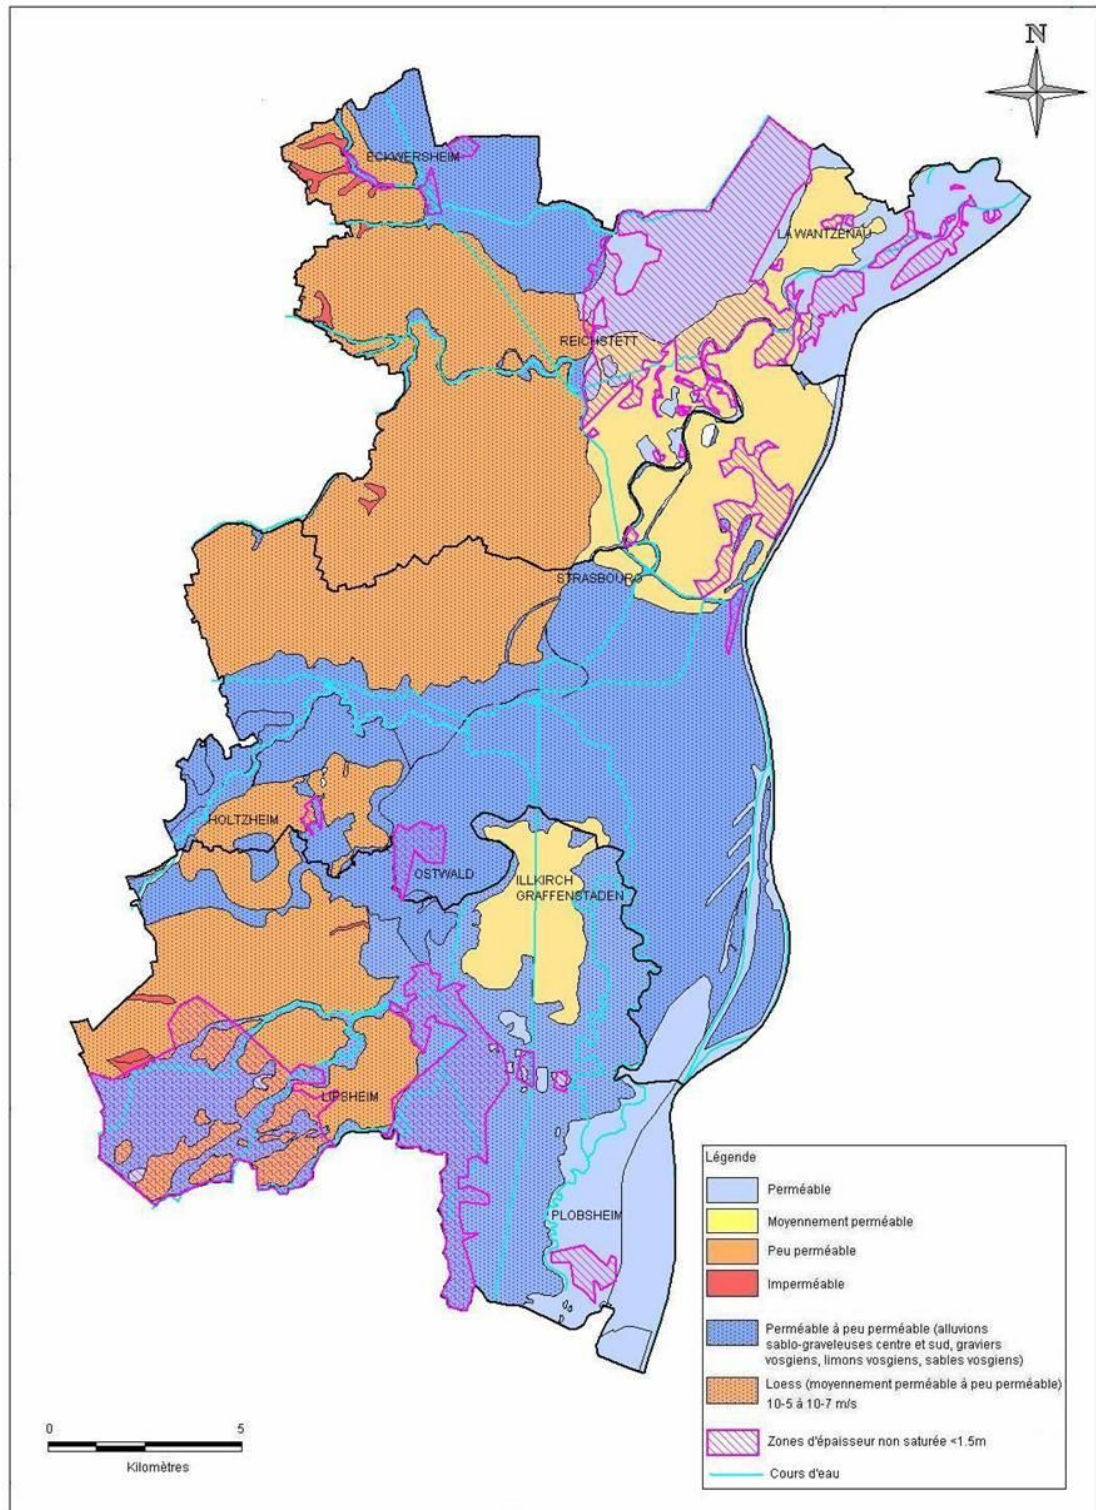 N
ECKWERSHEIM
LA WANTZENAU
REICHSTETT
STRASBOURG
HOLTZHEIM
OSTWALD
ILLKIRCH
GRAFFENSTADEN
LIPSHEIM
PLOBSHEIM
Légende
Perméable
Moyennement perméable
Peu perméable
Imperméable
Perméable à peu perméable (alluvions
sablo-graveleuses centre et sud, graviers
vosgiens, limons vosgiens, sables vosgiens)
Loess (moyennement perméable à peu perméable)
10-5 à 10-7 m/s
Zones d'épaisseur non saturée <1.5m
Cours d'eau
0 5
Kilomètres